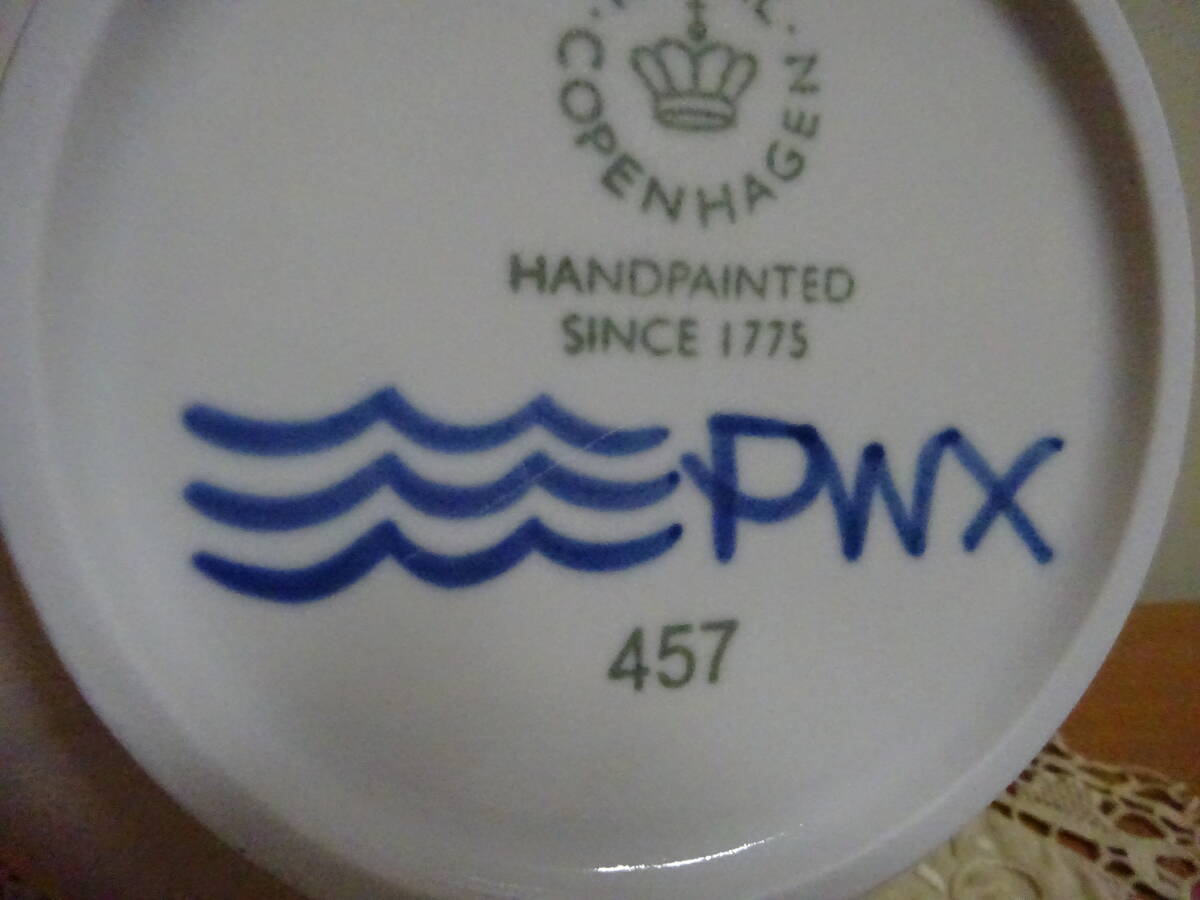 COPENHAGEN
HANDPAINTED
SINCE 1775
PWX
457